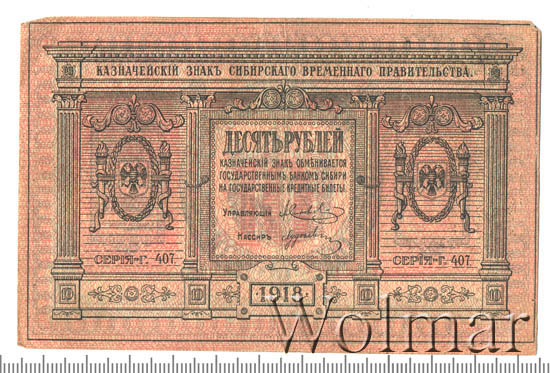 КАЗНАЧЕЙСКІЙ ЗНАКЪ СИБИРСКАГО ВРЕМЕННАГО ПРАВИТЕЛЬСТВА.
ДЕСЯТЬ РУБЛЕЙ
КАЗНАЧЕЙСКІЙ ЗНАКЪ ОБМѢНИВАЕТСЯ
ГОСУДАРСТВЕННЫМЪ БАНКОМЪ СИБИРИ
НА ГОСУДАРСТВЕННЫЕ КРЕДИТНЫЕ БИЛЕТЫ.
УПРАВЛЯЮЩІЙ
КАССИРЪ
СЕРІЯ-Г. 407.
СЕРІЯ-Г. 407.
1918
Wolmar